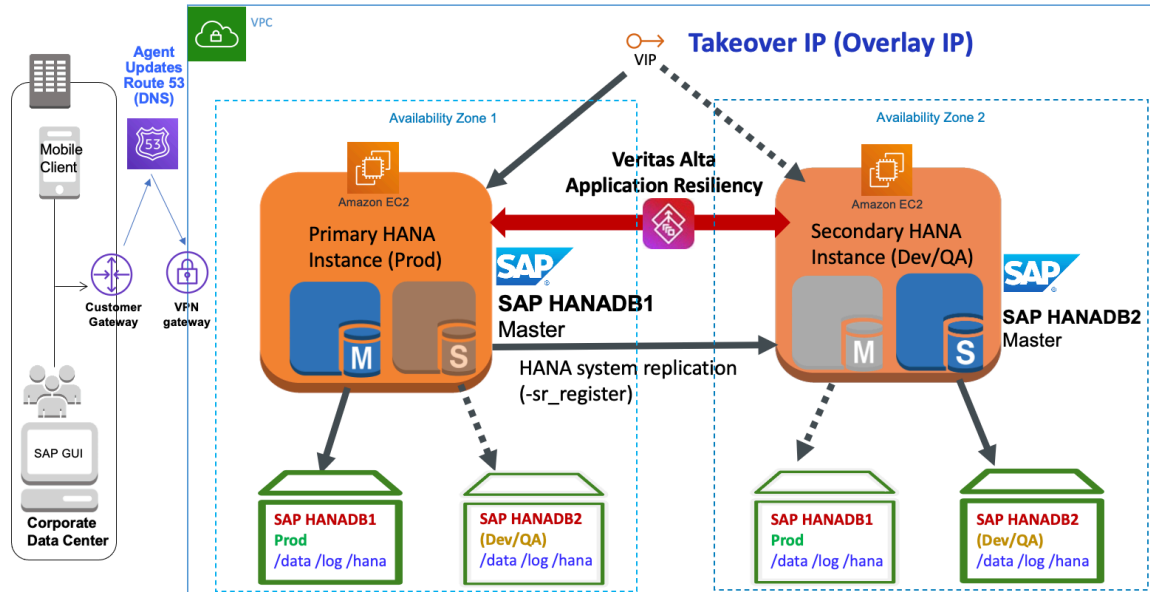 VPC
Agent
Updates
Route 53
(DNS)
53
Mobile
Client
Customer
Gateway
VPN
gateway
SAP GUI
Corporate
Data Center
VIP
Takeover IP (Overlay IP)
Availability Zone 1
Availability Zone 2
Veritas Alta
Application Resiliency
Amazon EC2
Primary HANA
Instance (Prod)
M
S
SAP
SAP HANADB1
Master
HANA system replication
(-sr_register)
Amazon EC2
Secondary HANA
Instance (Dev/QA)
M
S
SAP
SAP HANADB2
Master
SAP HANADB1
Prod
/data /log /hana
SAP HANADB2
(Dev/QA)
/data /log /hana
SAP HANADB1
Prod
/data /log /hana
SAP HANADB2
(Dev/QA)
/data /log /hana